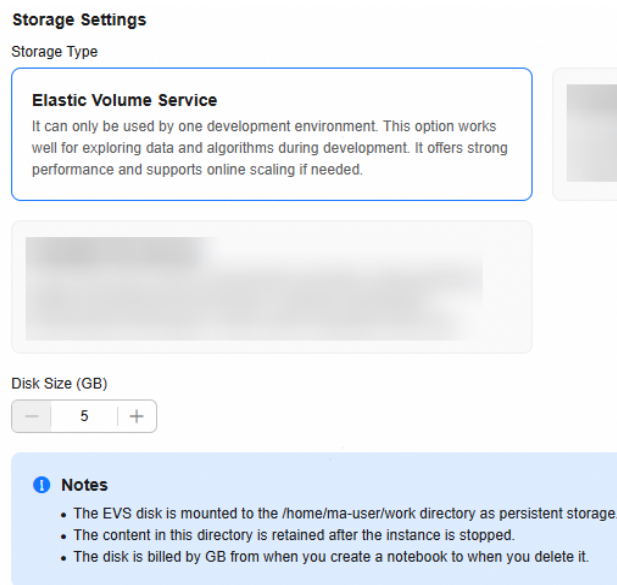 Storage Settings
Storage Type
Elastic Volume Service
It can only be used by one development environment. This option works
well for exploring data and algorithms during development. It offers strong
performance and supports online scaling if needed.
Disk Size (GB)
5
Notes
• The EVS disk is mounted to the /home/ma-user/work directory as persistent storage.
• The content in this directory is retained after the instance is stopped.
• The disk is billed by GB from when you create a notebook to when you delete it.